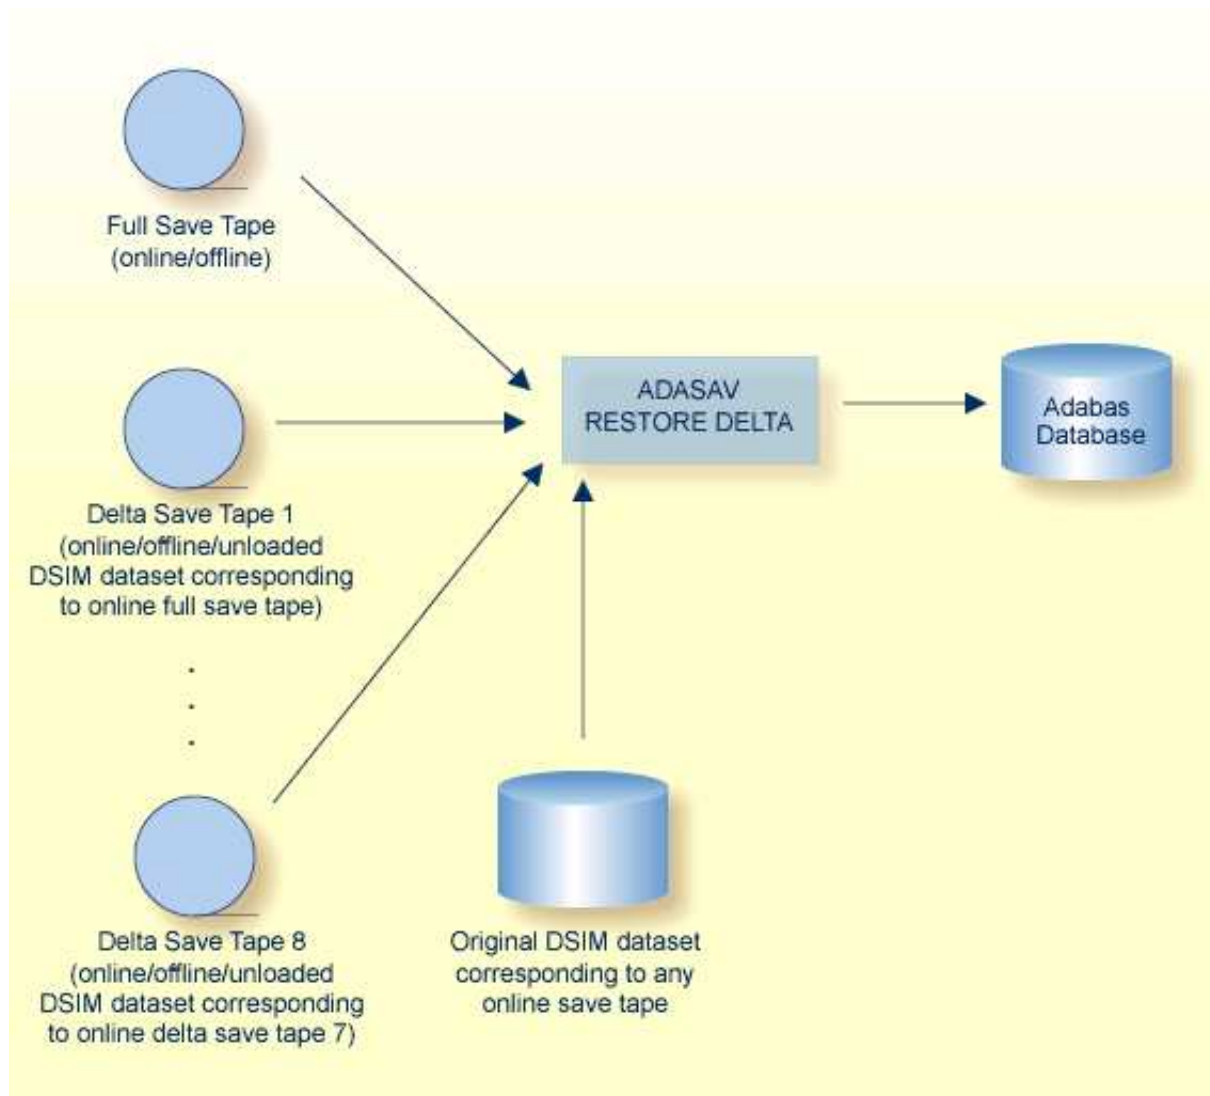 Full Save Tape
(online/offline)
ADASAV
RESTORE DELTA
Adabas
Database
Delta Save Tape 1
(online/offline/unloaded
DSIM dataset corresponding
to online full save tape)
Delta Save Tape 8
(online/offline/unloaded
DSIM dataset corresponding
to online delta save tape 7)
Original DSIM dataset
corresponding to any
online save tape